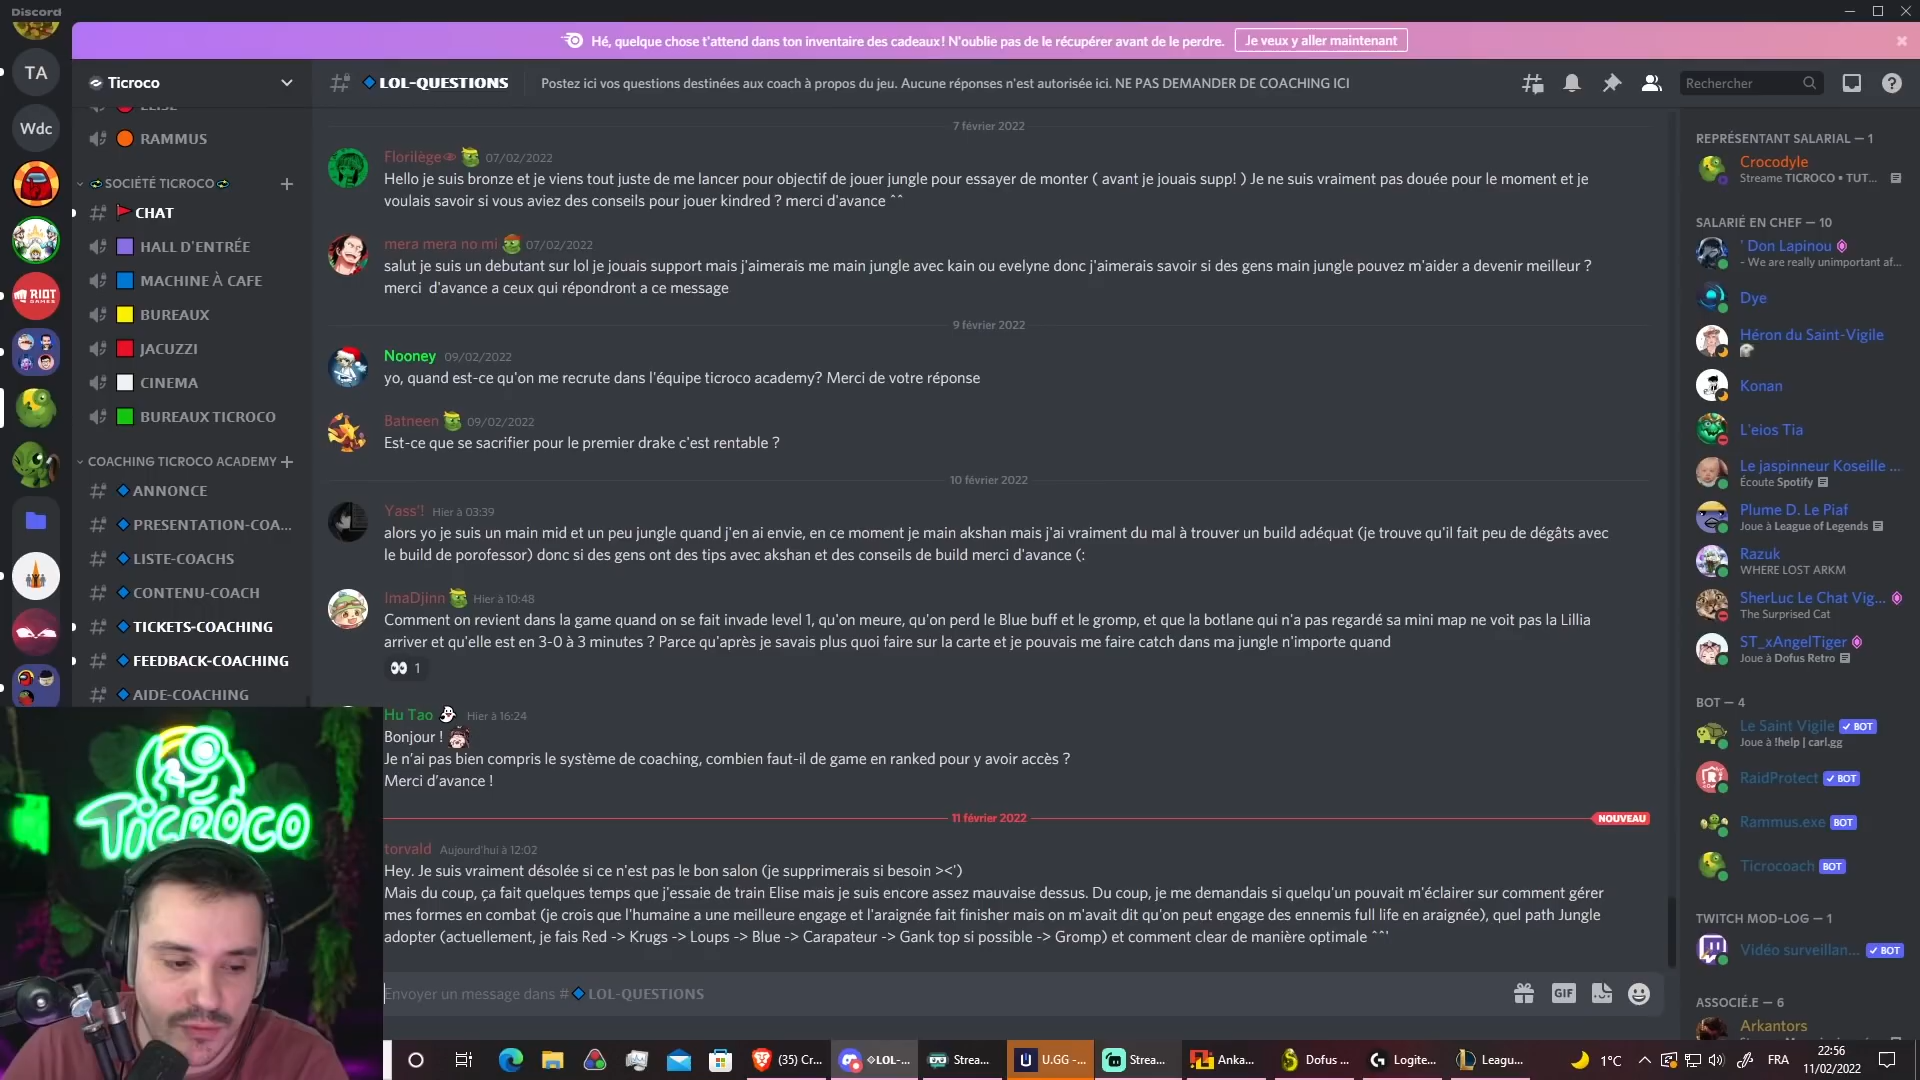 Discord
Hé, quelque chose t'attend dans ton inventaire des cadeaux! N'oublie pas de le récupérer avant de le perdre.
Je veux y aller maintenant
TA
Wdc
RIOT GAMES
Ticroco
RAMMUS
SOCIÉTÉ TICROCO
CHAT
HALL D'ENTRÉE
MACHINE À CAFE
BUREAUX
JACUZZI
CINEMA
BUREAUX TICROCO
COACHING TICROCO ACADEMY
ANNONCE
PRESENTATION-COA...
LISTE-COACHS
CONTENU-COACH
TICKETS-COACHING
FEEDBACK-COACHING
AIDE-COACHING
LOL-QUESTIONS
Postez ici vos questions destinées aux coach à propos du jeu. Aucune réponses n'est autorisée ici. NE PAS DEMANDER DE COACHING ICI
Rechercher
7 février 2022
Florilège 07/02/2022
Hello je suis bronze et je viens tout juste de me lancer pour objectif de jouer jungle pour essayer de monter ( avant je jouais supp! ) Je ne suis vraiment pas douée pour le moment et je
voulais savoir si vous aviez des conseils pour jouer kindred ? merci d'avance ^^
mera mera no mi 07/02/2022
salut je suis un debutant sur lol je jouais support mais j'aimerais me main jungle avec kain ou evelyne donc j'aimerais savoir si des gens main jungle pouvez m'aider a devenir meilleur ?
merci d'avance a ceux qui répondront a ce message
9 février 2022
Nooney 09/02/2022
yo, quand est-ce qu'on me recrute dans l'équipe ticroco academy? Merci de votre réponse
Batneen 09/02/2022
Est-ce que se sacrifier pour le premier drake c'est rentable ?
10 février 2022
Yass'! Hier à 03:39
alors yo je suis un main mid et un peu jungle quand j'en ai envie, en ce moment je main akshan mais j'ai vraiment du mal à trouver un build adéquat (je trouve qu'il fait peu de dégâts avec
le build de porofessor) donc si des gens ont des tips avec akshan et des conseils de build merci d'avance (:
ImaDjinn Hier à 10:48
Comment on revient dans la game quand on se fait invade level 1, qu'on meure, qu'on perd le Blue buff et le gromp, et que la botlane qui n'a pas regardé sa mini map ne voit pas la Lillia
arriver et qu'elle est en 3-0 à 3 minutes ? Parce qu'après je savais plus quoi faire sur la carte et je pouvais me faire catch dans ma jungle n'importe quand
1
Hu Tao Hier à 16:24
Bonjour !
Je n'ai pas bien compris le système de coaching, combien faut-il de game en ranked pour y avoir accès ?
Merci d'avance !
11 février 2022
NOUVEAU
torvald Aujourd'hui à 12:02
Hey. Je suis vraiment désolée si ce n'est pas le bon salon (je supprimerais si besoin ><')
Mais du coup, ça fait quelques temps que j'essaie de train Elise mais je suis encore assez mauvaise dessus. Du coup, je me demandais si quelqu'un pouvait m'éclairer sur comment gérer
mes formes en combat (je crois que l'humaine a une meilleure engage et l'araignée fait finisher mais on m'avait dit qu'on peut engage des ennemis full life en araignée), quel path Jungle
adopter (actuellement, je fais Red -> Krugs -> Loups -> Blue -> Carapateur -> Gank top si possible -> Gromp) et comment clear de manière optimale ^^'
Envoyer un message dans # LOL-QUESTIONS
GIF
REPRÉSENTANT SALARIAL — 1
Crocodyle
Streame TICROCO • TUT...
SALARIÉ EN CHEF — 10
' Don Lapinou
- We are really unimportant af...
Dye
Héron du Saint-Vigile
Konan
L'eios Tia
Le jaspinneur Koseille ...
Écoute Spotify
Plume D. Le Piaf
Joue à League of Legends
Razuk
WHERE LOST ARKM
SherLuc Le Chat Vig...
The Surprised Cat
ST_xAngelTiger
Joue à Dofus Retro
BOT — 4
Le Saint Vigile BOT
Joue à !help | carl.gg
RaidProtect BOT
Rammus.exe BOT
Ticrocoach BOT
TWITCH MOD-LOG — 1
Vidéo surveillan... BOT
ASSOCIÉ.E — 6
Arkantors
TICROCO
(35) Cr...
LOL-...
Strea...
U.GG -...
Strea...
Anka...
Dofus ...
Logite...
Leagu...
1°C
FRA
22:56
11/02/2022